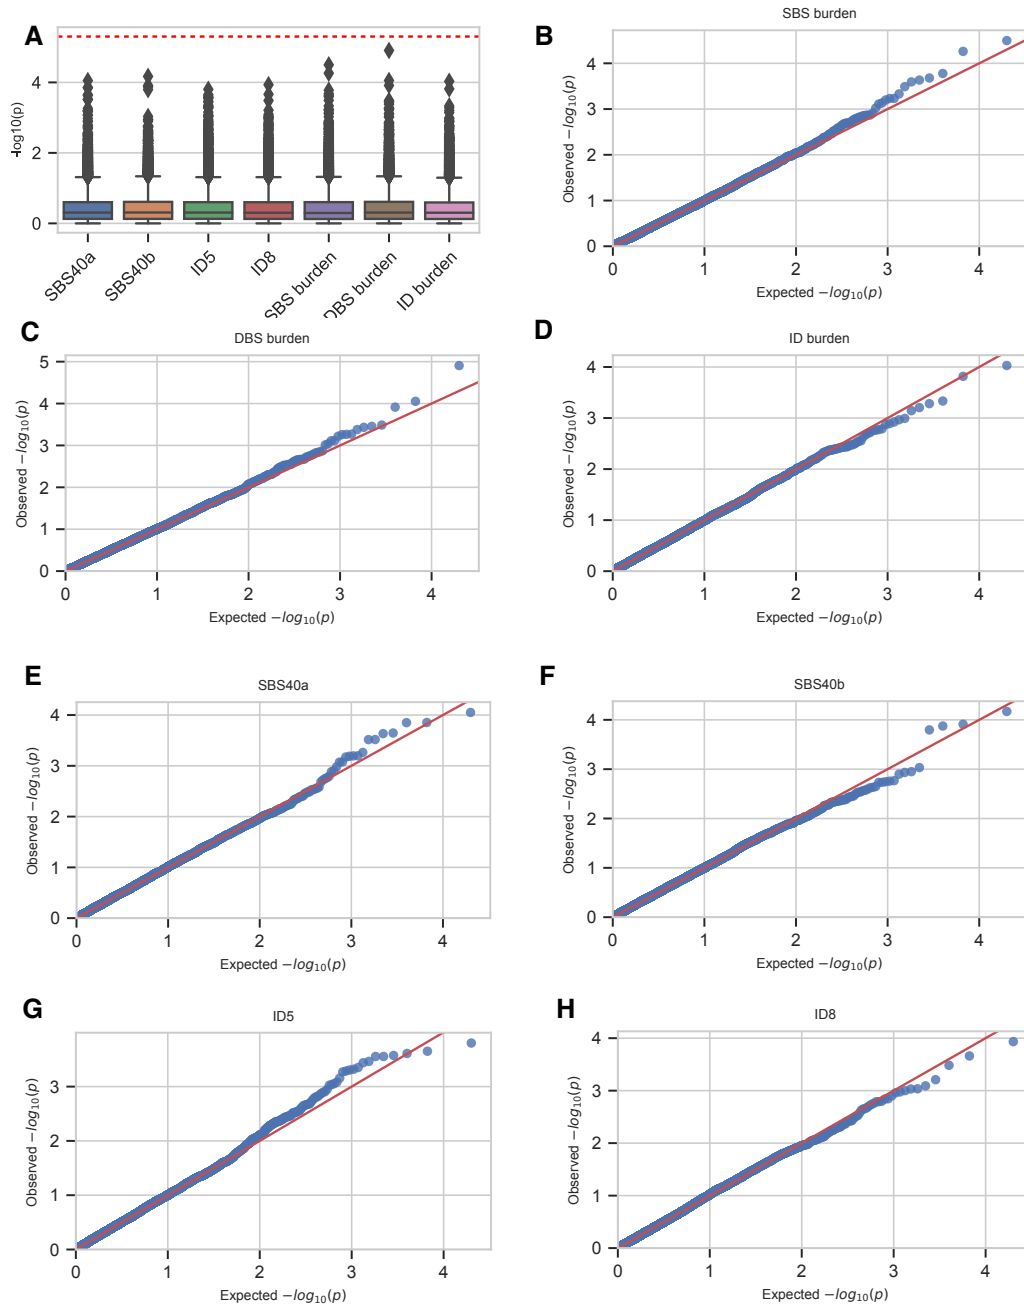 A
-log10(p)
4
2
0
SBS40a
SBS40b
ID5
ID8
SBS burden
DBS burden
ID burden
B
SBS burden
Observed −log₁₀(p)
4
3
2
1
0
0 1 2 3 4
Expected −log₁₀(p)
C
DBS burden
Observed −log₁₀(p)
5
4
3
2
1
0
0 1 2 3 4
Expected −log₁₀(p)
D
ID burden
Observed −log₁₀(p)
4
3
2
1
0
0 1 2 3 4
Expected −log₁₀(p)
E
SBS40a
Observed −log₁₀(p)
4
3
2
1
0
0 1 2 3 4
Expected −log₁₀(p)
F
SBS40b
Observed −log₁₀(p)
4
3
2
1
0
0 1 2 3 4
Expected −log₁₀(p)
G
ID5
Observed −log₁₀(p)
3
2
1
0
0 1 2 3 4
Expected −log₁₀(p)
H
ID8
Observed −log₁₀(p)
4
3
2
1
0
0 1 2 3 4
Expected −log₁₀(p)